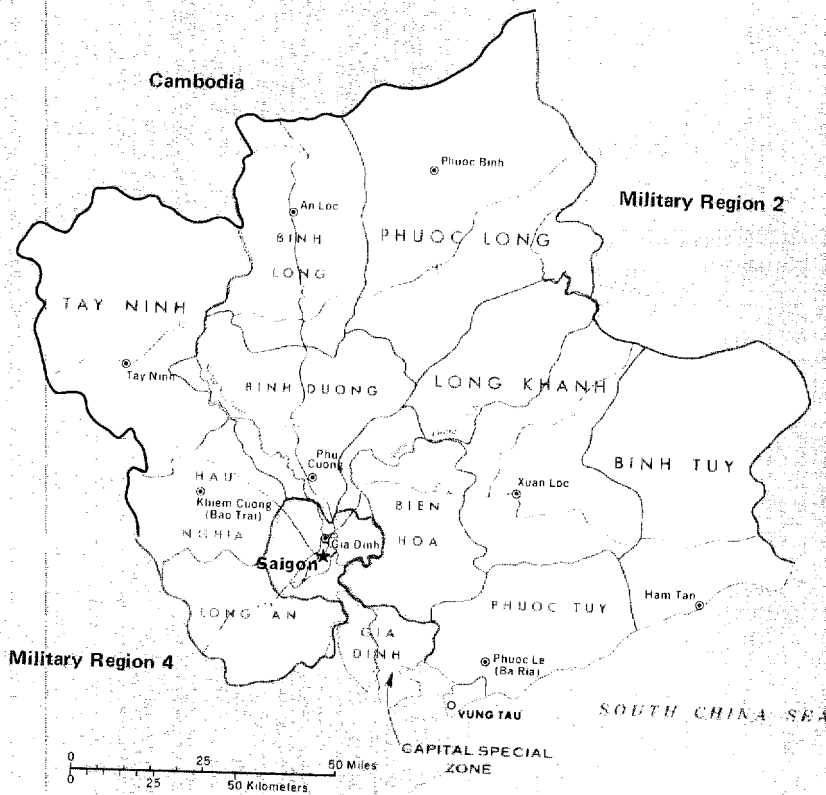 Cambodia
Phuoc Binh
Military Region 2
An Loc
BINH
LONG
PHUOC LONG
TAY NINH
Tay Ninh
BINH DUONG
LONG KHANH
BINH TUY
Phu
Cuong
HAU
Khiem Cuong
(Bao Trai)
NGHIA
Xuan Loc
BIEN
HOA
Gia Dinh
Saigon
LONG AN
PHUOC TUY
Ham Tan
GIA
DINH
Military Region 4
Phuoc Le
(Ba Ria)
VUNG TAU
SOUTH CHINA SEA
CAPITAL SPECIAL
ZONE
0 25 50 Miles
0 25 50 Kilometers